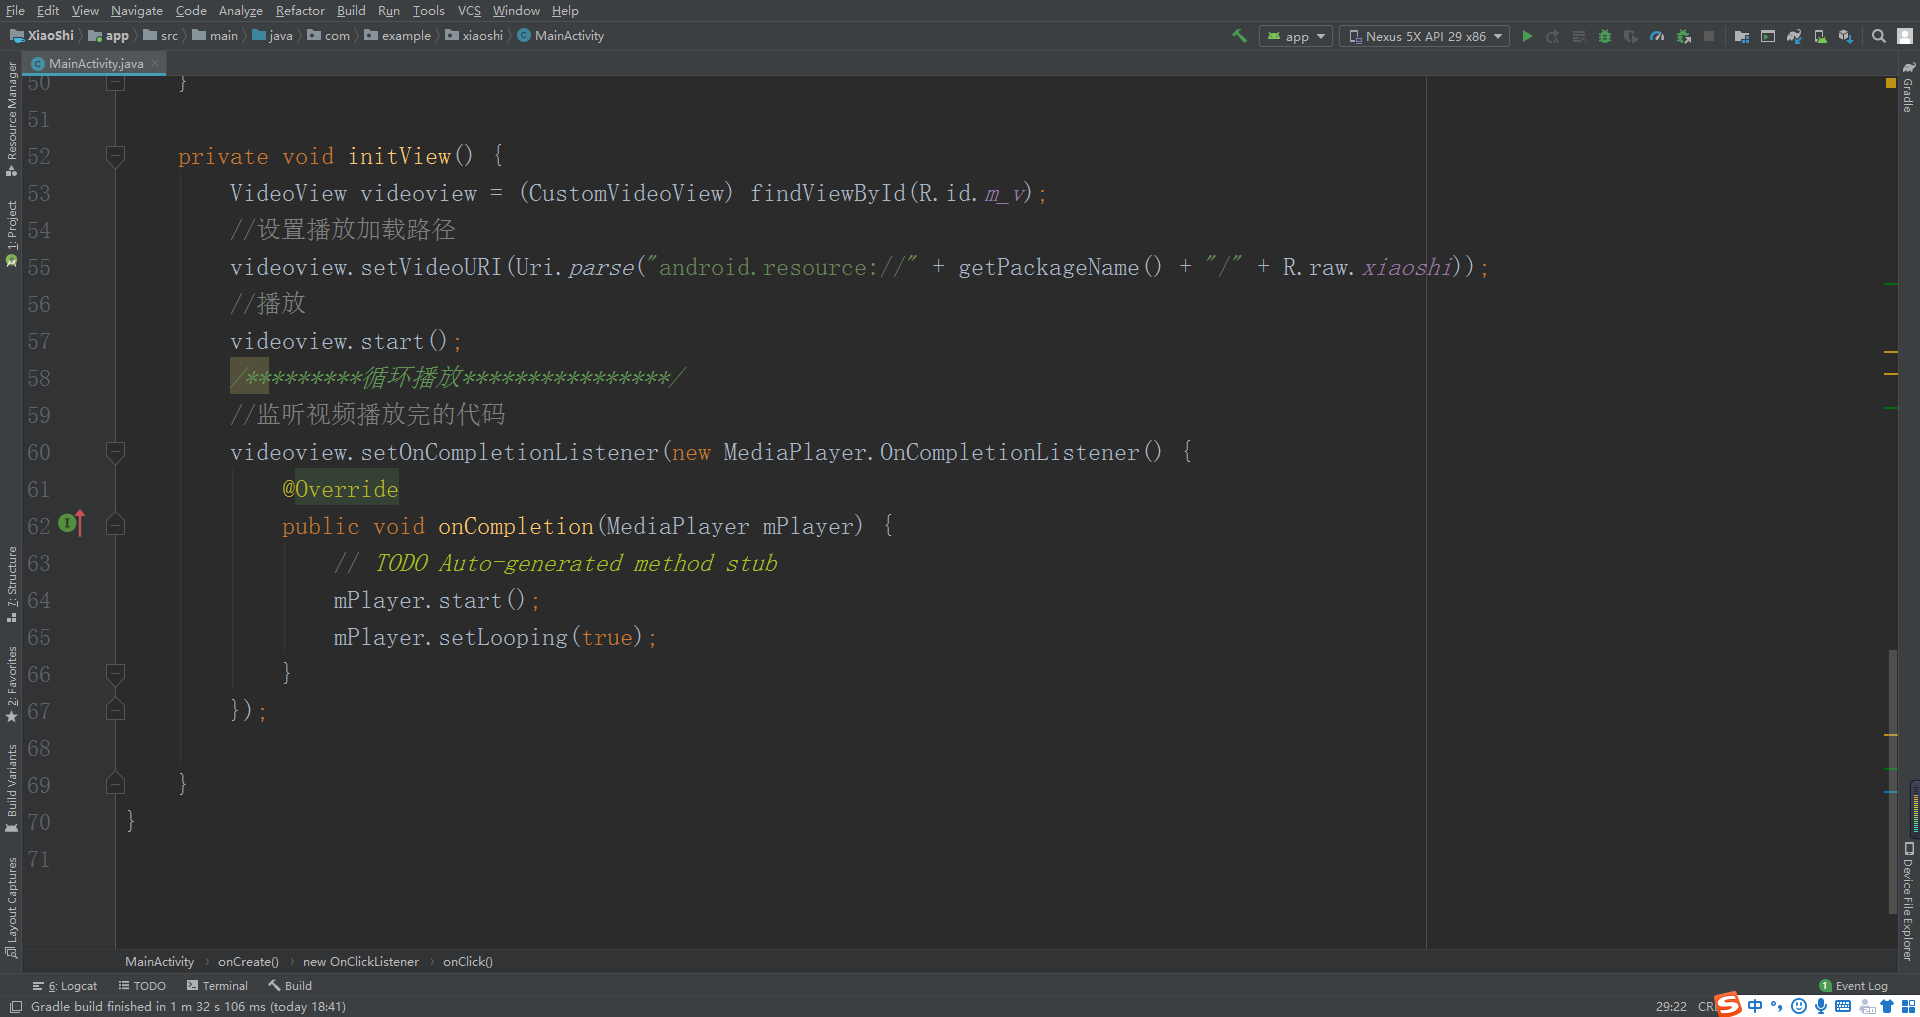 File Edit View Navigate Code Analyze Refactor Build Run Tools VCS Window Help
XiaoShi app src main java com example xiaoshi MainActivity app Nexus 5X API 29 x86
MainActivity.java
50 }
51
52 private void initView() {
53 VideoView videoview = (CustomVideoView) findViewById(R.id.m_v);
54 //设置播放加载路径
55 videoview.setVideoURI(Uri.parse("android.resource://" + getPackageName() + "/" + R.raw.xiaoshi));
56 //播放
57 videoview.start();
58 /*********循环播放****************/
59 //监听视频播放完的代码
60 videoview.setOnCompletionListener(new MediaPlayer.OnCompletionListener() {
61 @Override
62 public void onCompletion(MediaPlayer mPlayer) {
63 // TODO Auto-generated method stub
64 mPlayer.start();
65 mPlayer.setLooping(true);
66 }
67 });
68
69 }
70 }
71
Resource Manager
1: Project
7: Structure
2: Favorites
Build Variants
Layout Captures
Gradle
Device File Explorer
MainActivity onCreate() new OnClickListener onClick()
6: Logcat TODO Terminal Build 1 Event Log
Gradle build finished in 1 m 32 s 106 ms (today 18:41) 29:22 S 中